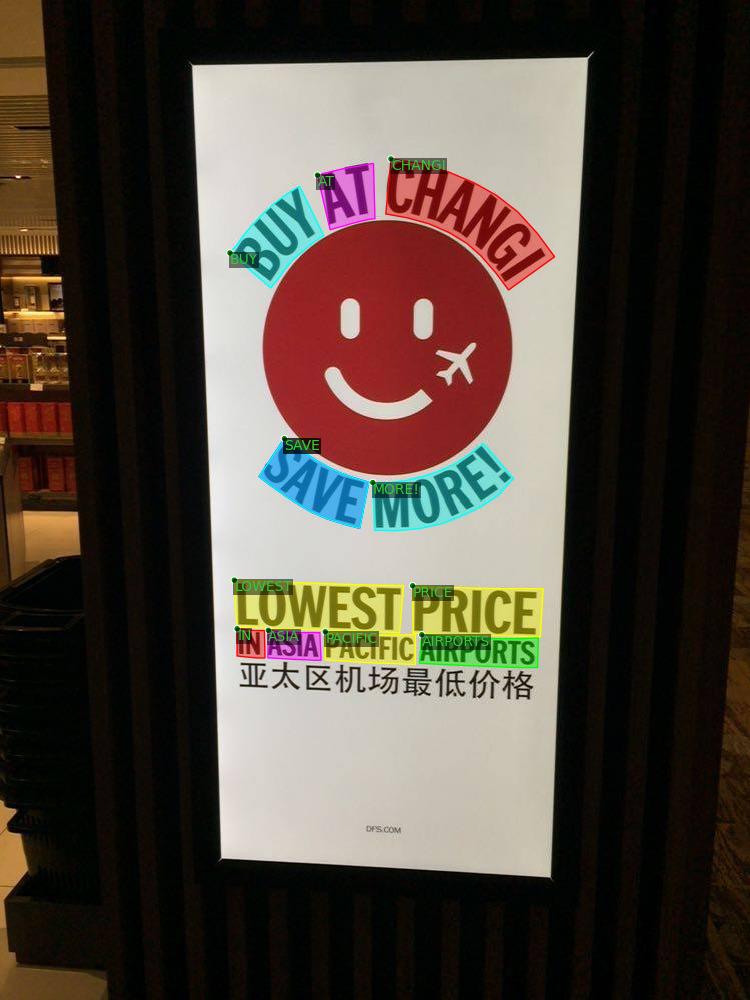 BUY AT CHANGI
SAVE MORE!
LOWEST PRICE
IN ASIA PACIFIC AIRPORTS
亚太区机场最低价格
DFS.COM